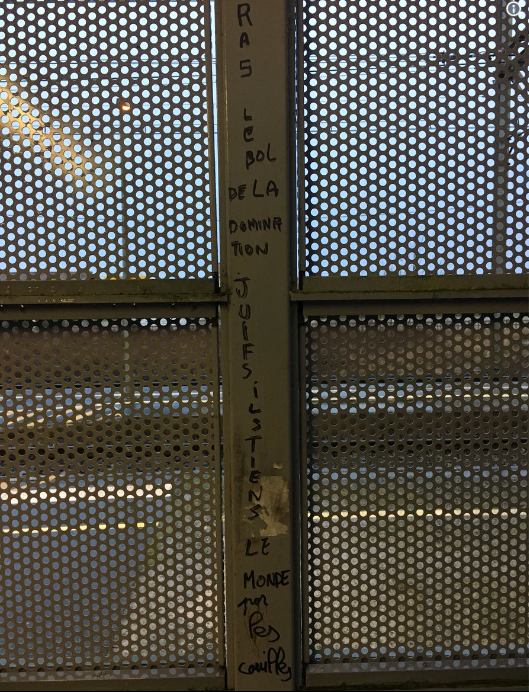 RAS
LE
BOL
DE LA
DOMINA
TION
JUIFS
ILS
TIENS
LE
MONDE
par
les
couilles